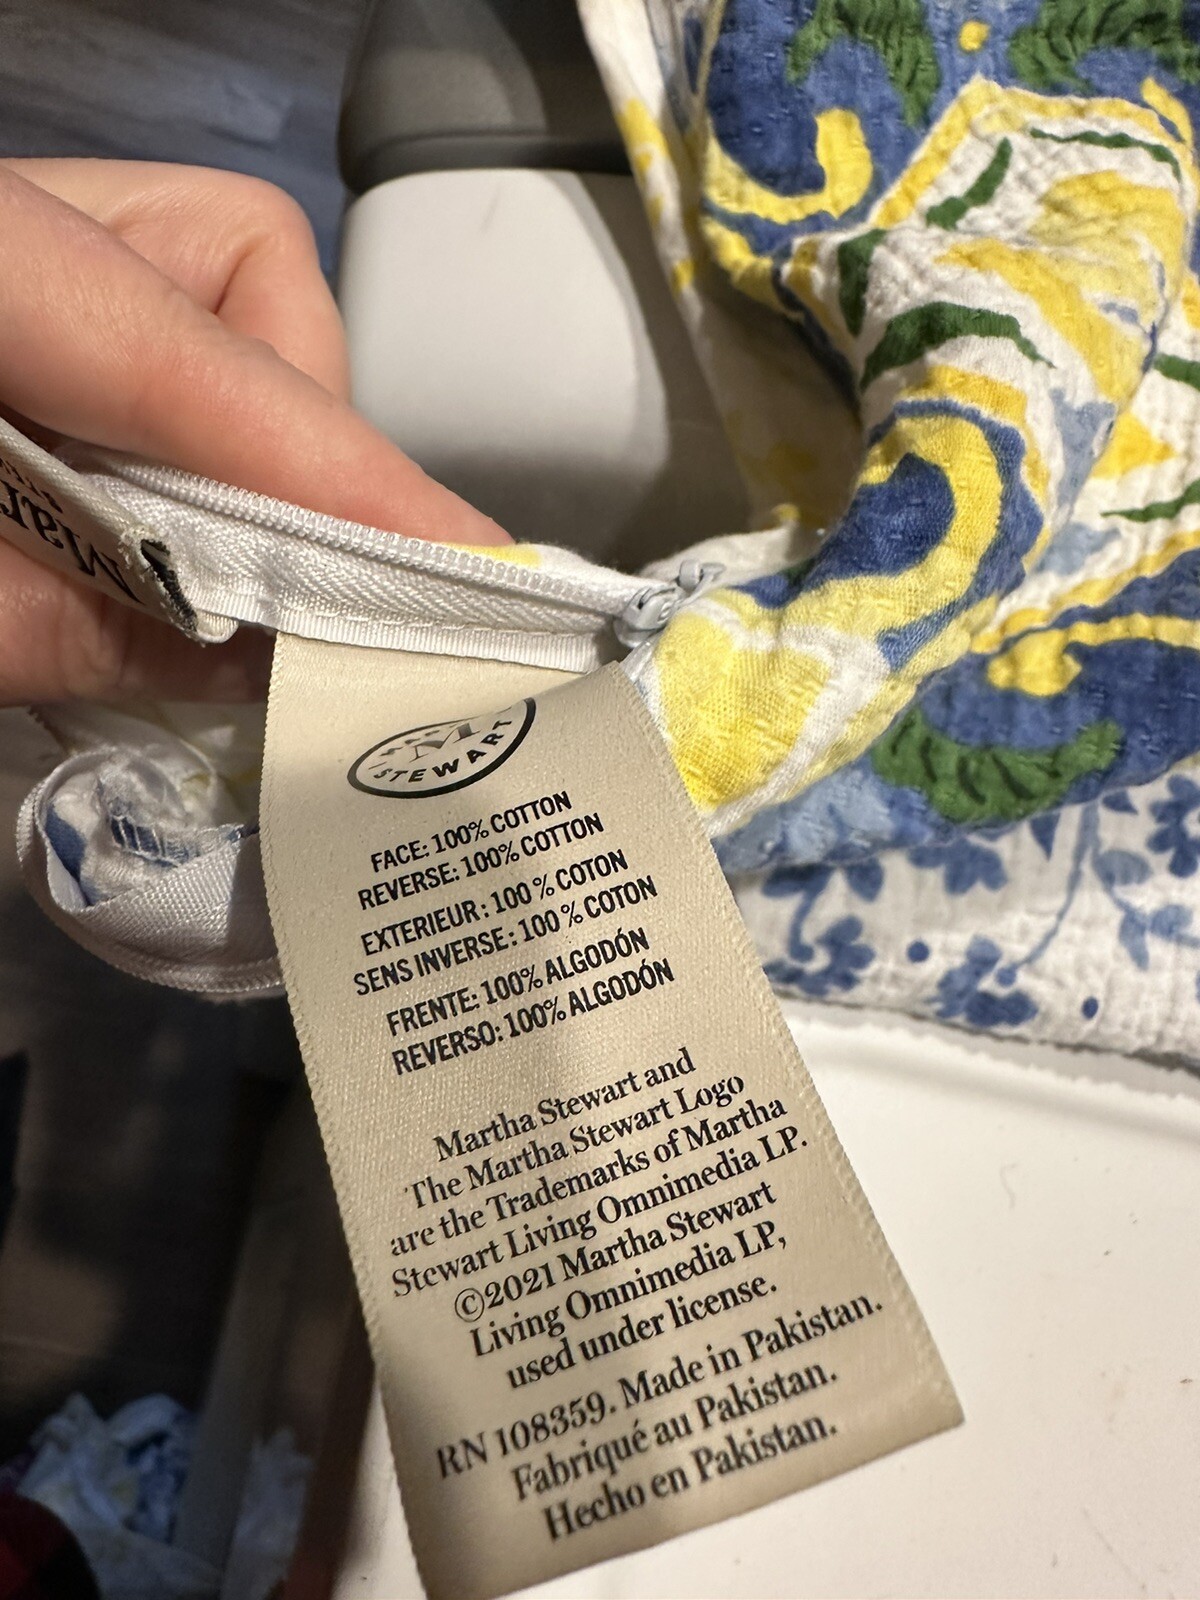 Mar
MARTHA
M
STEWART
FACE: 100% COTTON
REVERSE: 100% COTTON
EXTERIEUR: 100% COTON
SENS INVERSE: 100% COTON
FRENTE: 100% ALGODÓN
REVERSO: 100% ALGODÓN
Martha Stewart and
The Martha Stewart Logo
are the Trademarks of Martha
Stewart Living Omnimedia LP.
©2021 Martha Stewart
Living Omnimedia LP,
used under license.
RN 108359. Made in Pakistan.
Fabriqué au Pakistan.
Hecho en Pakistan.